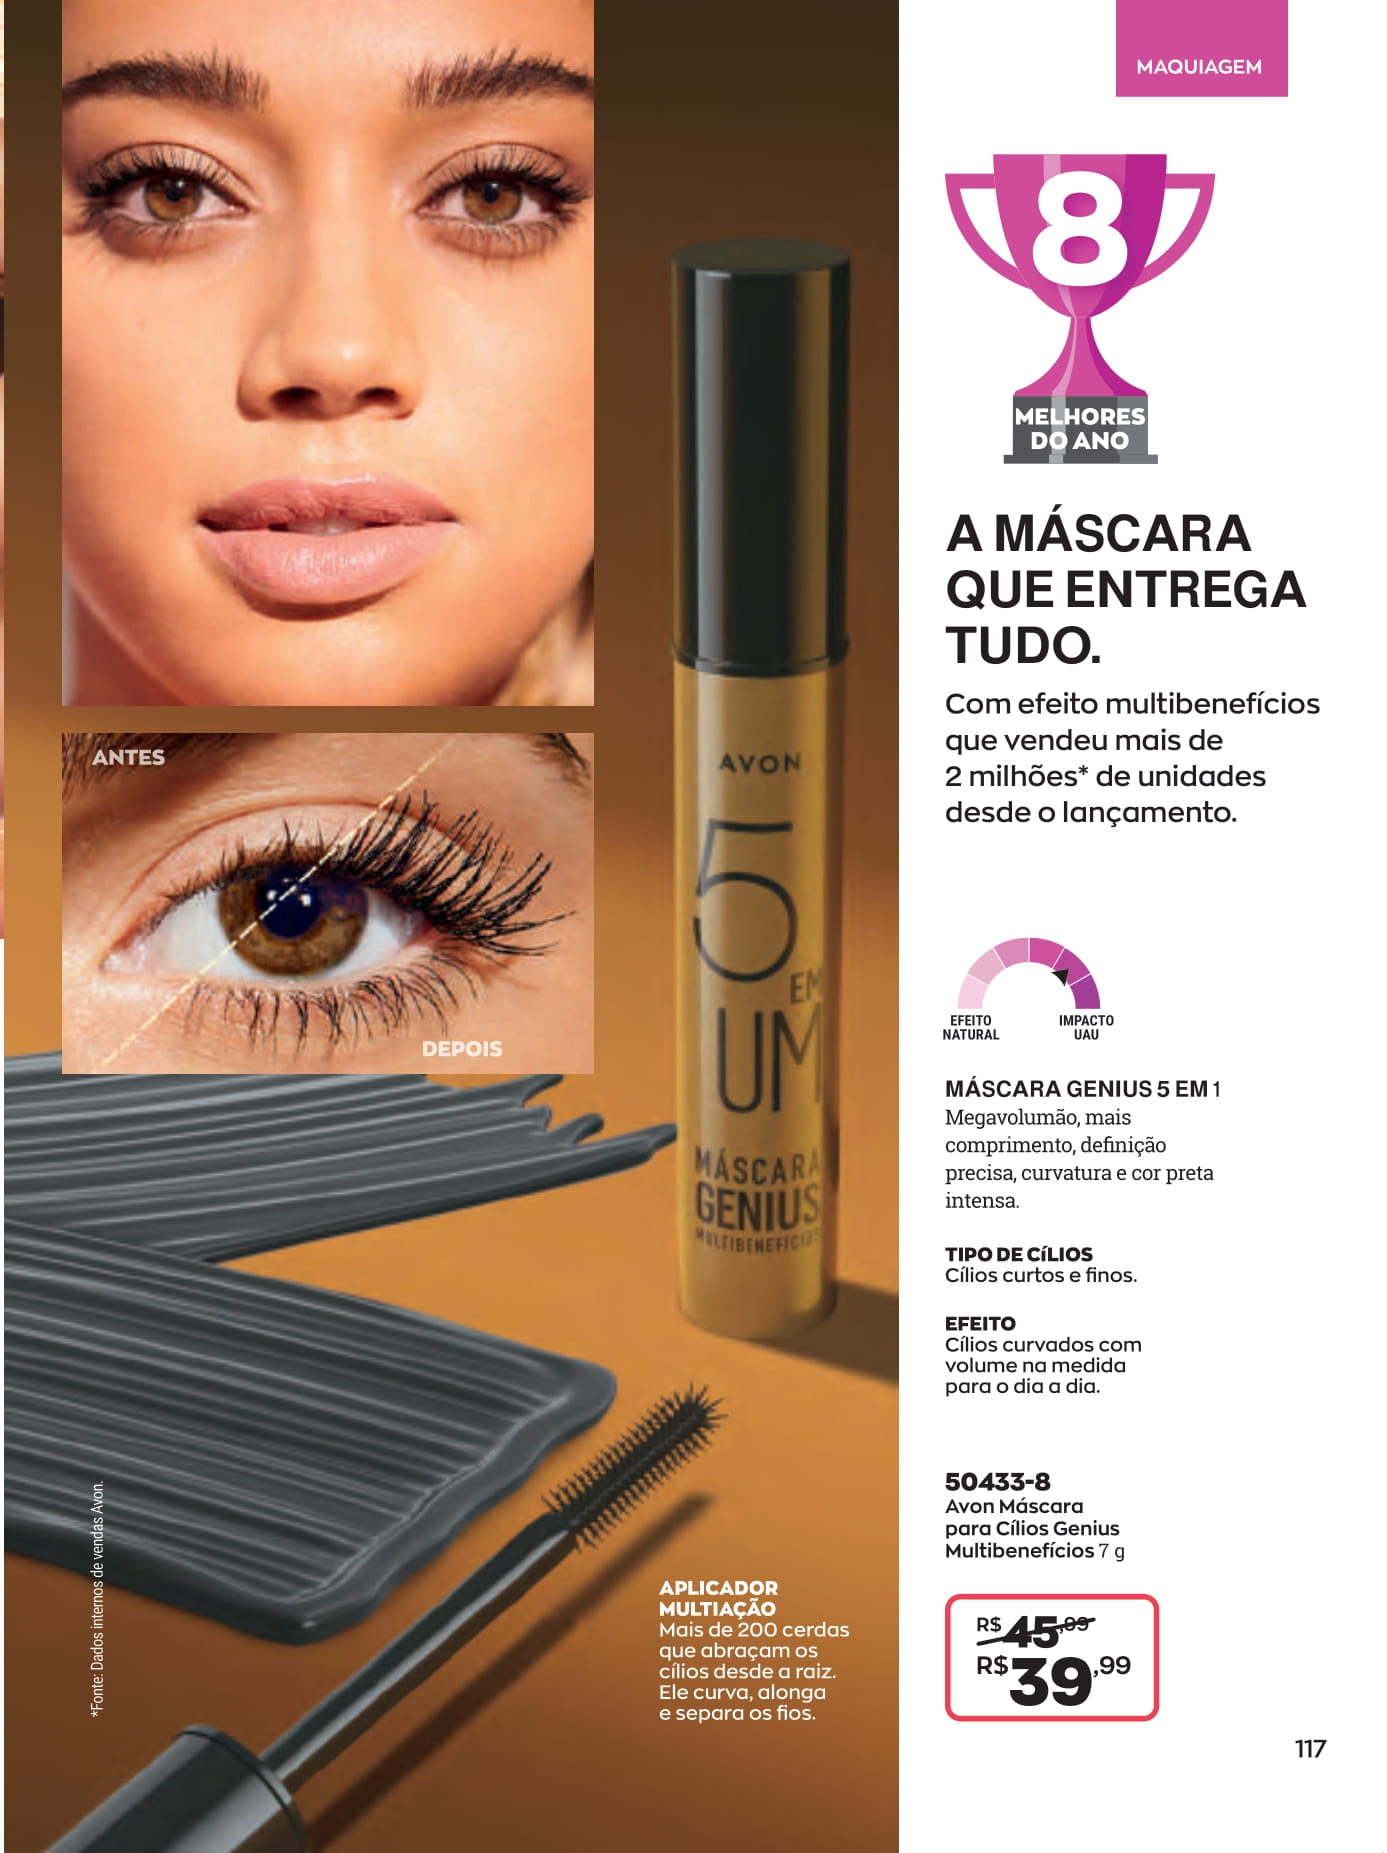 MAQUIAGEM
8
MELHORES
DO ANO
A MÁSCARA
QUE ENTREGA
TUDO.
Com efeito multibenefícios
que vendeu mais de
2 milhões* de unidades
desde o lançamento.
EFEITO
NATURAL
IMPACTO
UAU
MÁSCARA GENIUS 5 EM 1
Megavolumão, mais
comprimento, definição
precisa, curvatura e cor preta
intensa.
TIPO DE CÍLIOS
Cílios curtos e finos.
EFEITO
Cílios curvados com
volume na medida
para o dia a dia.
50433-8
Avon Máscara
para Cílios Genius
Multibenefícios 7 g
R$ 45,99
R$ 39,99
117
ANTES
DEPOIS
AVON
5
EM
UM
MÁSCARA
GENIUS
MULTIBENEFÍCIOS
APLICADOR
MULTIAÇÃO
Mais de 200 cerdas
que abraçam os
cílios desde a raiz.
Ele curva, alonga
e separa os fios.
*Fonte: Dados internos de vendas Avon.